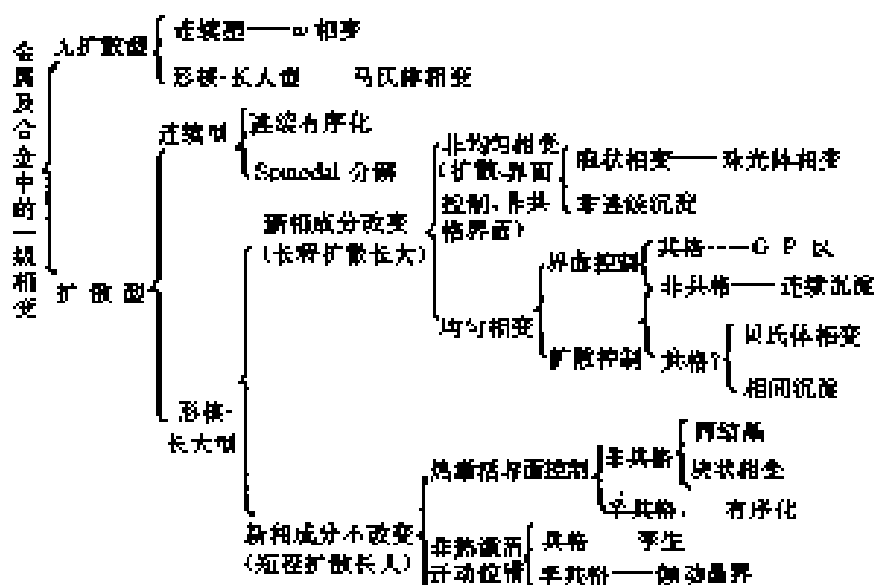 金属及合金中的一级相变
无扩散型
连续型——ω相变
形核-长大型 马氏体相变
扩散型
连续型
连续有序化
Spinodal 分解
形核-
长大型
新相成分改变
(长程扩散长大)
非均匀相变
(扩散-界面
控制、非共
格界面)
胞状相变——珠光体相变
非连续沉淀
均匀相变
界面控制
扩散控制
共格----G P 区
非共格——连续沉淀
共格?
贝氏体相变
相间沉淀
新相成分不改变
(短程扩散长大)
热激活界面控制
非共格
再结晶
块状相变
半共格, 有序化
非热激活
共格 孪生
半共格——